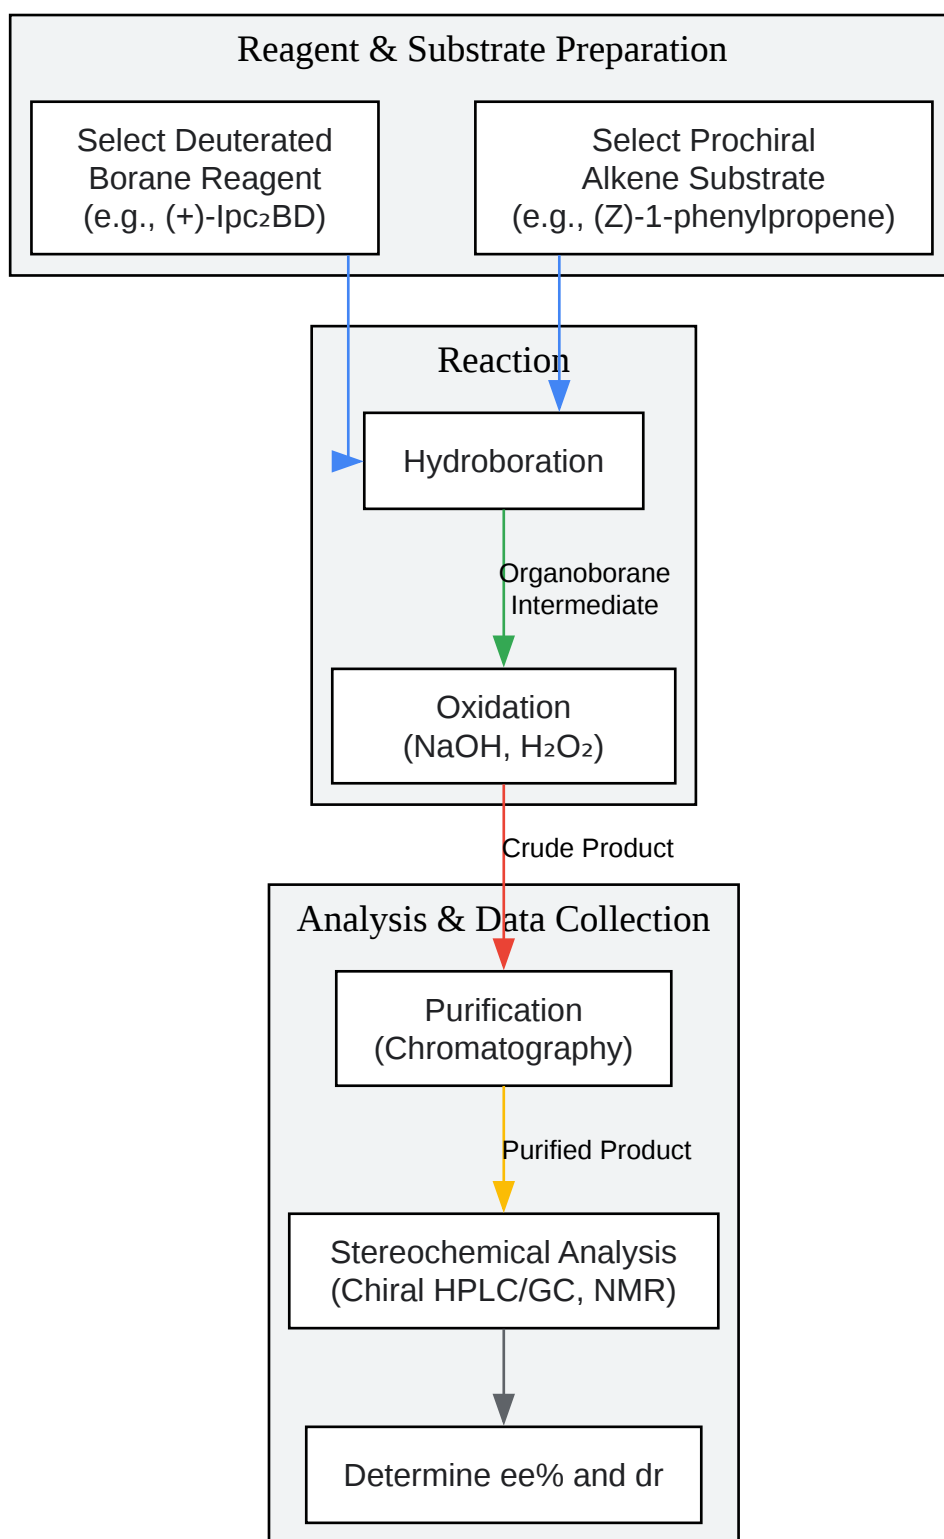 Reagent & Substrate Preparation
Select Deuterated
Borane Reagent
(e.g., (+)-Ipc₂BD)
Select Prochiral
Alkene Substrate
(e.g., (Z)-1-phenylpropene)
Reaction
Hydroboration
Organoborane
Intermediate
Oxidation
(NaOH, H₂O₂)
Crude Product
Analysis & Data Collection
Purification
(Chromatography)
Purified Product
Stereochemical Analysis
(Chiral HPLC/GC, NMR)
Determine ee% and dr